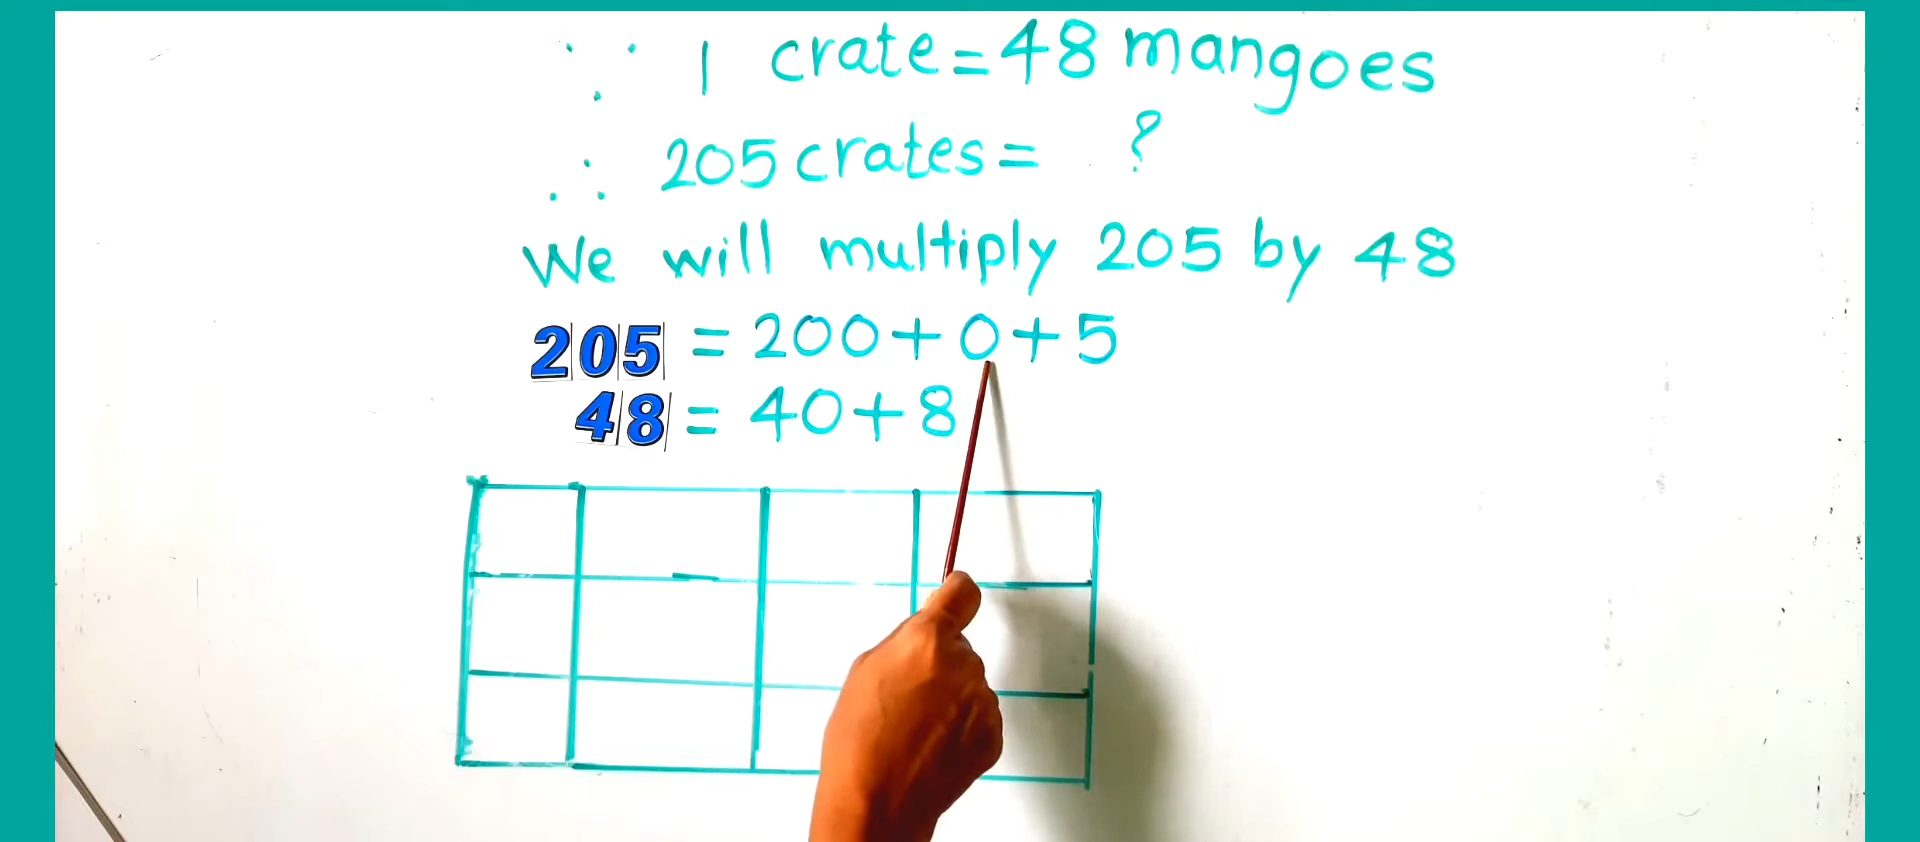 ∵ 1 crate = 48 mangoes
∴ 205 crates = ?
We will multiply 205 by 48
205 = 200 + 0 + 5
48 = 40 + 8